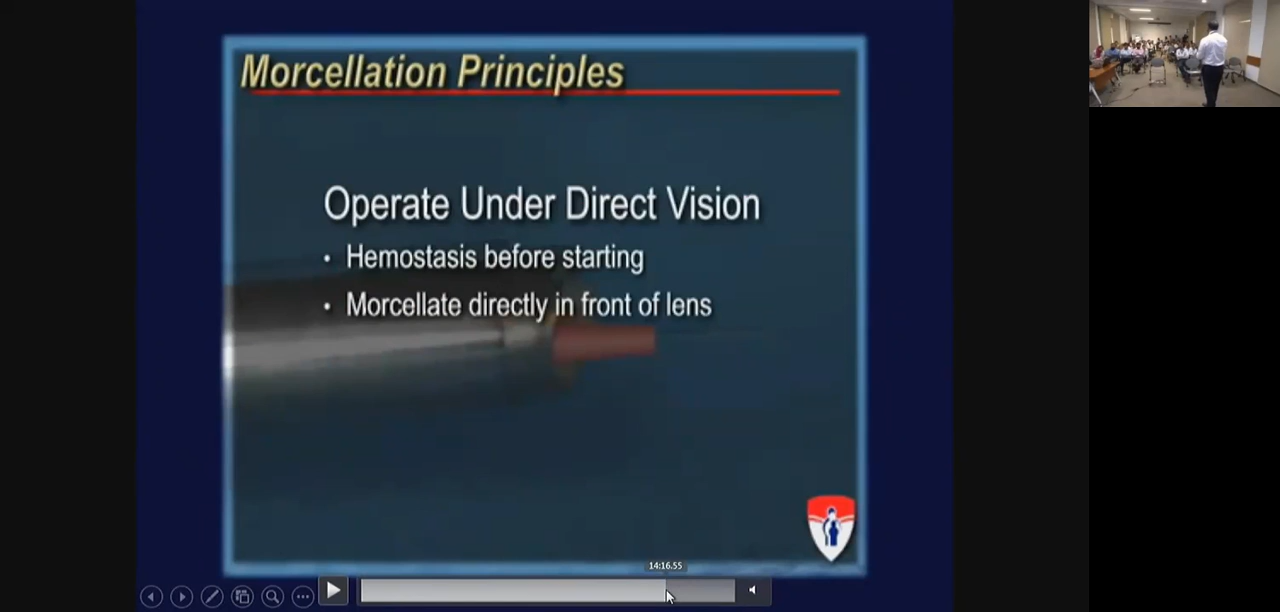 Morcellation Principles
Operate Under Direct Vision
• Hemostasis before starting
• Morcellate directly in front of lens
14:16.55